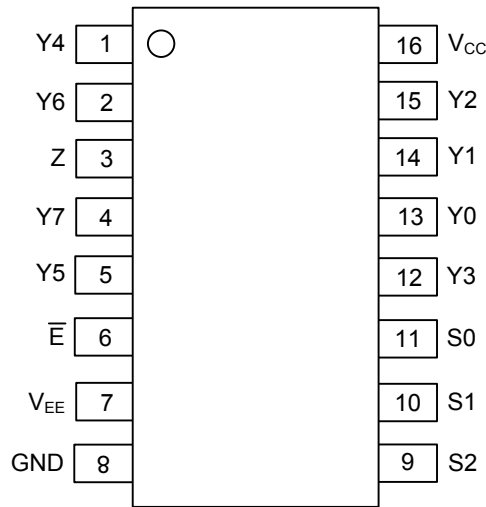 Y4 1 16 VCC
Y6 2 15 Y2
Z 3 14 Y1
Y7 4 13 Y0
Y5 5 12 Y3
E̅ 6 11 S0
VEE 7 10 S1
GND 8 9 S2